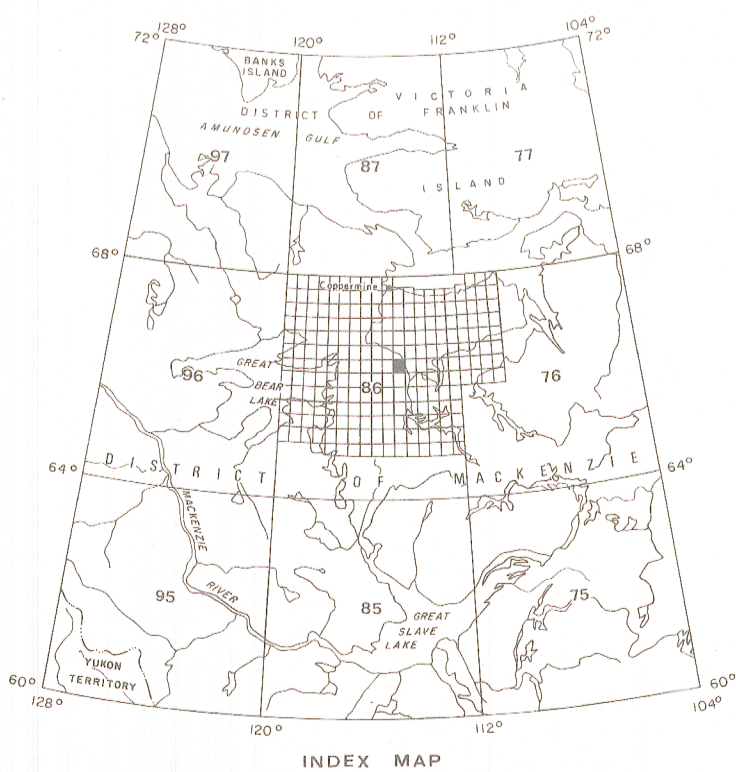 128° 120° 112° 104°
72° 72°
BANKS
ISLAND
VICTORIA
DISTRICT OF FRANKLIN
AMUNDSEN GULF
97 87 77
ISLAND
68° 68°
Coppermine
GREAT
BEAR
LAKE
96 86 76
64° DISTRICT OF MACKENZIE 64°
MACKENZIE
RIVER
95 85 75
GREAT
SLAVE
LAKE
YUKON
TERRITORY
60° 60°
128° 120° 112° 104°
INDEX MAP